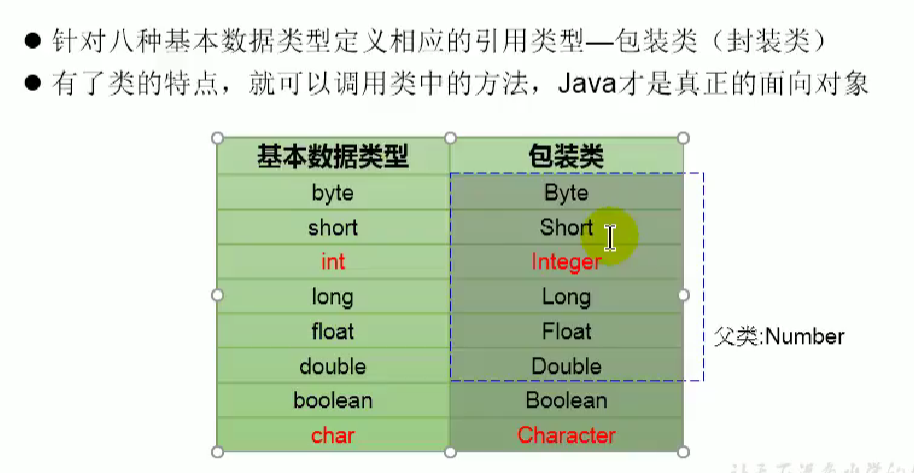 ● 针对八种基本数据类型定义相应的引用类型—包装类（封装类）
● 有了类的特点，就可以调用类中的方法，Java才是真正的面向对象
基本数据类型 包装类
byte Byte
short Short
int Integer
long Long
float Float
父类:Number
double Double
boolean Boolean
char Character